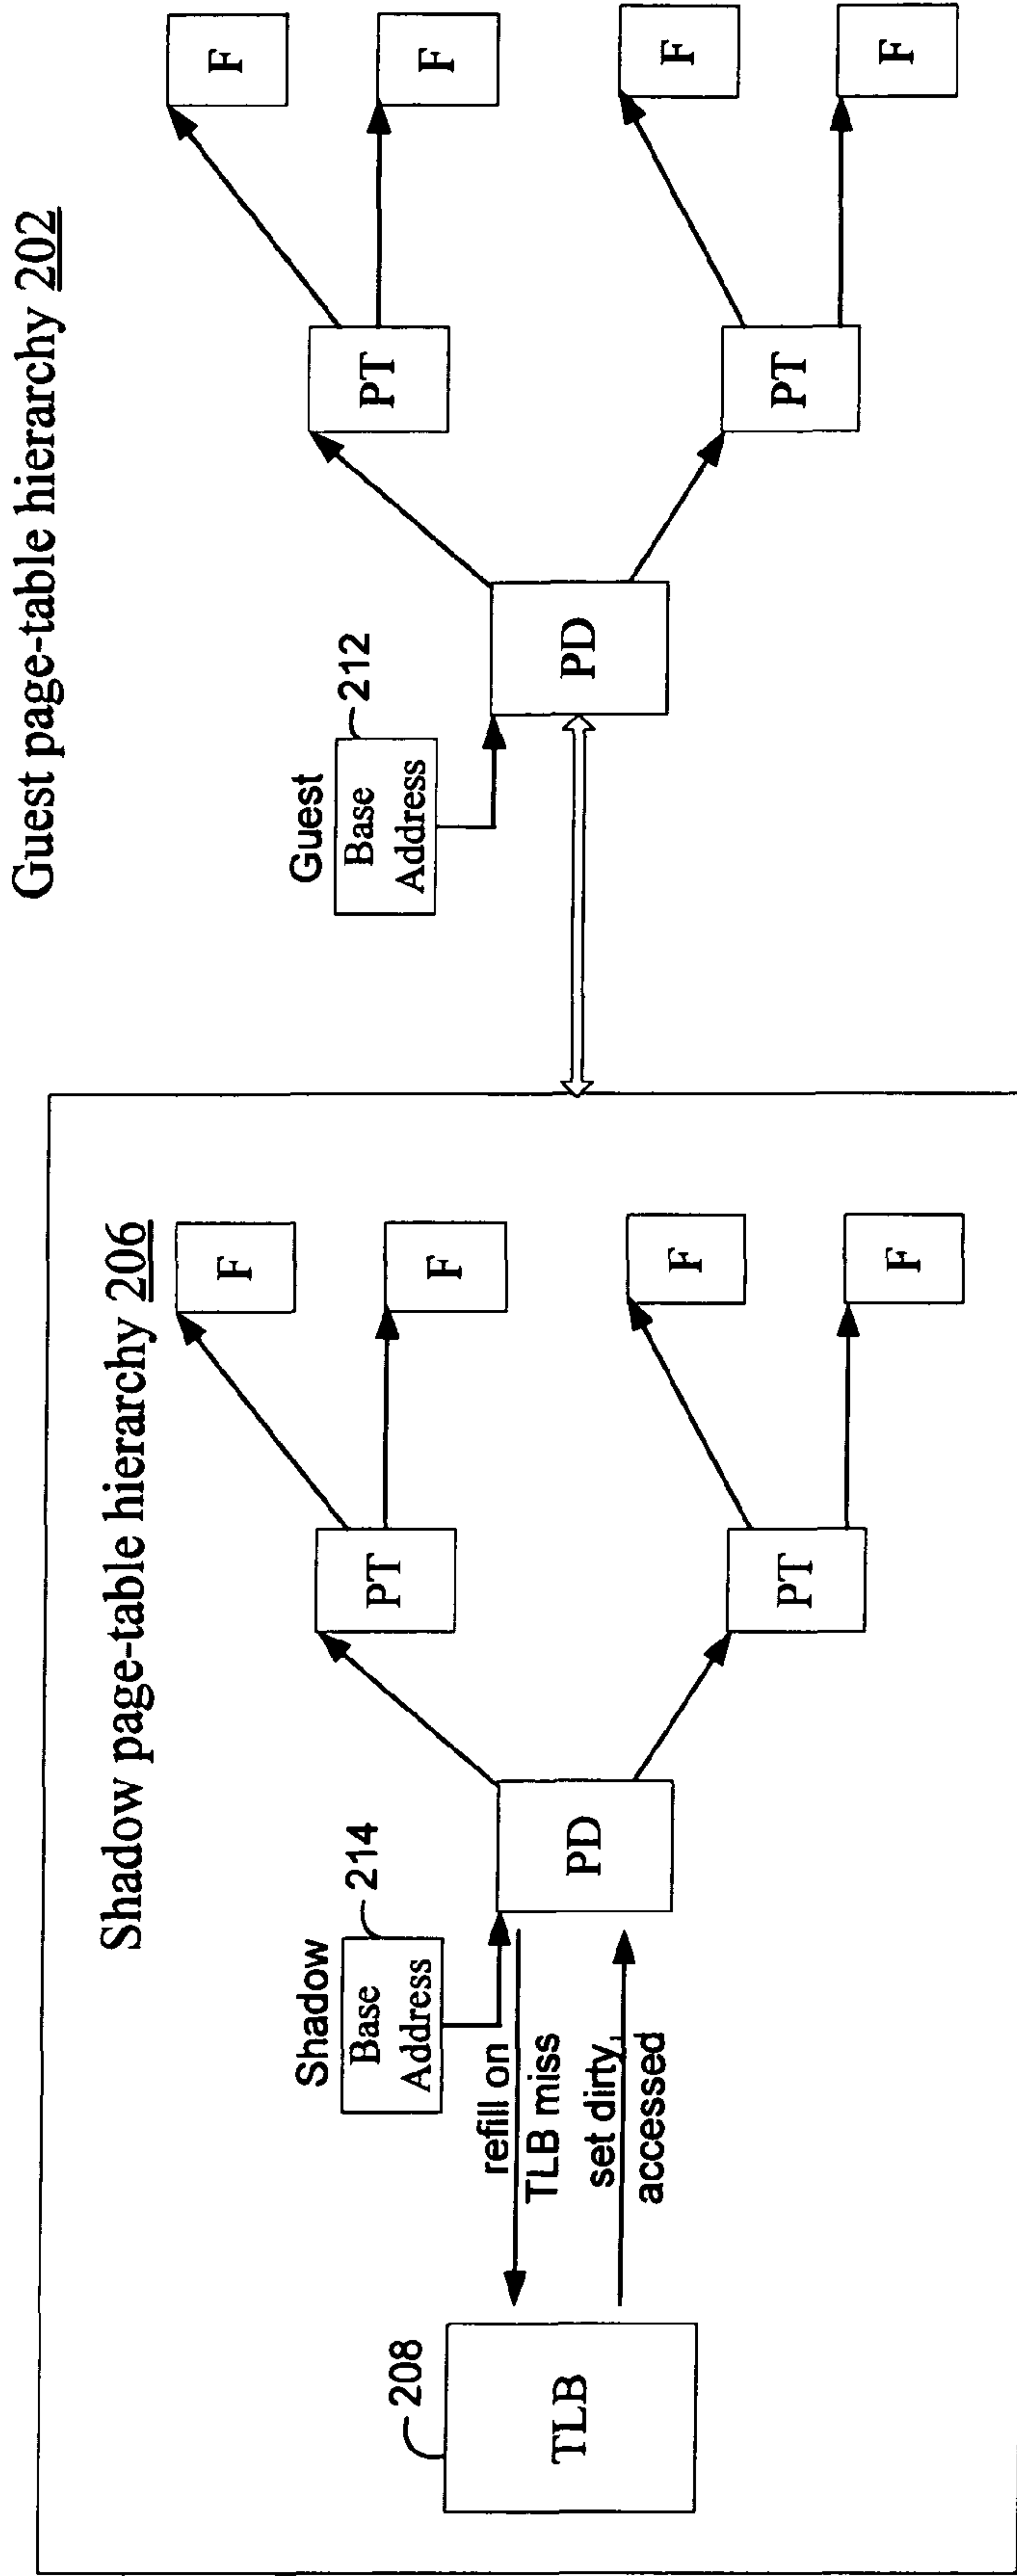 Guest page-table hierarchy 202
Shadow page-table hierarchy 206
208
TLB
refill on
TLB miss
set dirty,
accessed
Shadow
Base
Address
214
PD
PT
PT
F
F
F
F
Guest
Base
Address
212
PD
PT
PT
F
F
F
F